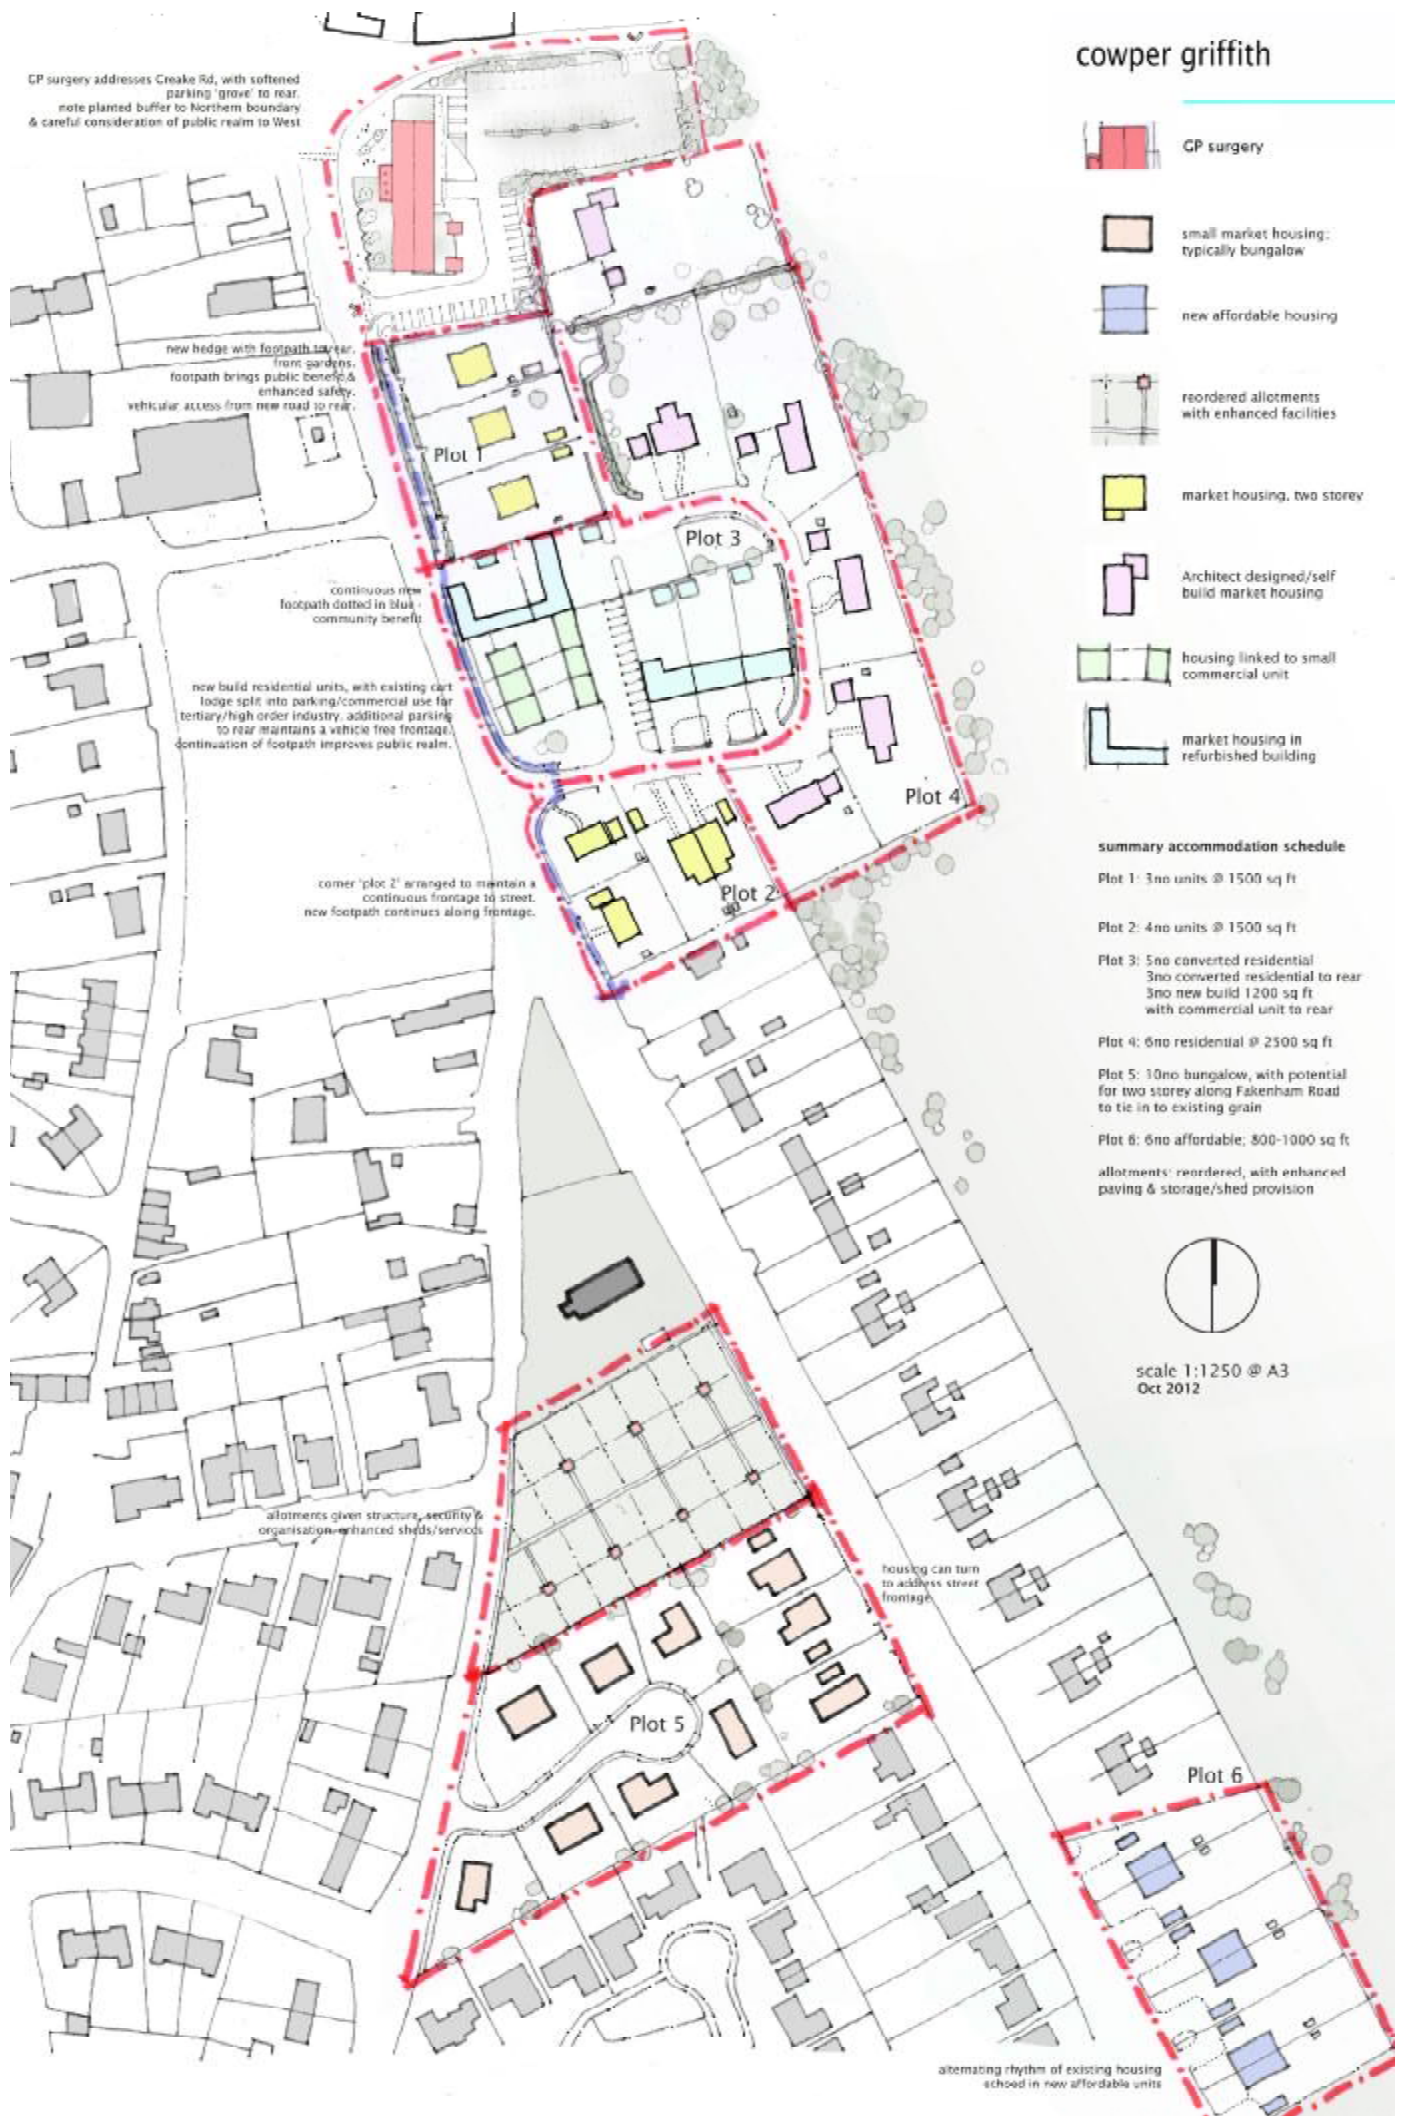 cowper griffith
GP surgery addresses Creake Rd, with softened
parking 'grove' to rear.
note planted buffer to Northern boundary
& careful consideration of public realm to West
GP surgery
small market housing;
typically bungalow
new affordable housing
reordered allotments
with enhanced facilities
market housing, two storey
Architect designed/self
build market housing
housing linked to small
commercial unit
market housing in
refurbished building
new hedge with footpath to rear.
front gardens.
footpath brings public benefit &
enhanced safety.
vehicular access from new road to rear.
Plot 1
Plot 3
continuous new
footpath dotted in blue -
community benefit
new build residential units, with existing cart
lodge split into parking/commercial use for
tertiary/high order industry. additional parking
to rear maintains a vehicle free frontage.
continuation of footpath improves public realm.
Plot 4
corner 'plot 2' arranged to maintain a
continuous frontage to street.
new footpath continues aloing frontage.
Plot 2
summary accommodation schedule
Plot 1: 3no units @ 1500 sq ft
Plot 2: 4no units @ 1500 sq ft
Plot 3: 5no converted residential
3no converted residential to rear
3no new build 1200 sq ft
with commercial unit to rear
Plot 4: 6no residential @ 2500 sq ft
Plot 5: 10no bungalow, with potential
for two storey along Fakenham Road
to tie in to existing grain
Plot 6: 6no affordable; 800-1000 sq ft
allotments: reordered, with enhanced
paving & storage/shed provision
scale 1:1250 @ A3
Oct 2012
allotments given structure, security &
organisation. enhanced sheds/services
housing can turn
to address street
frontage
Plot 5
Plot 6
alternating rhythm of existing housing
echoed in new affordable units